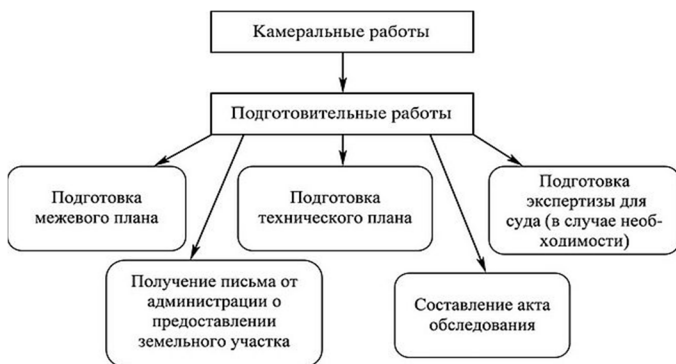 Камеральные работы
Подготовительные работы
Подготовка
межевого плана
Подготовка
технического плана
Подготовка
экспертизы для
суда (в случае необ-
ходимости)
Получение письма от
администрации о
предоставлении
земельного участка
Составление акта
обследования